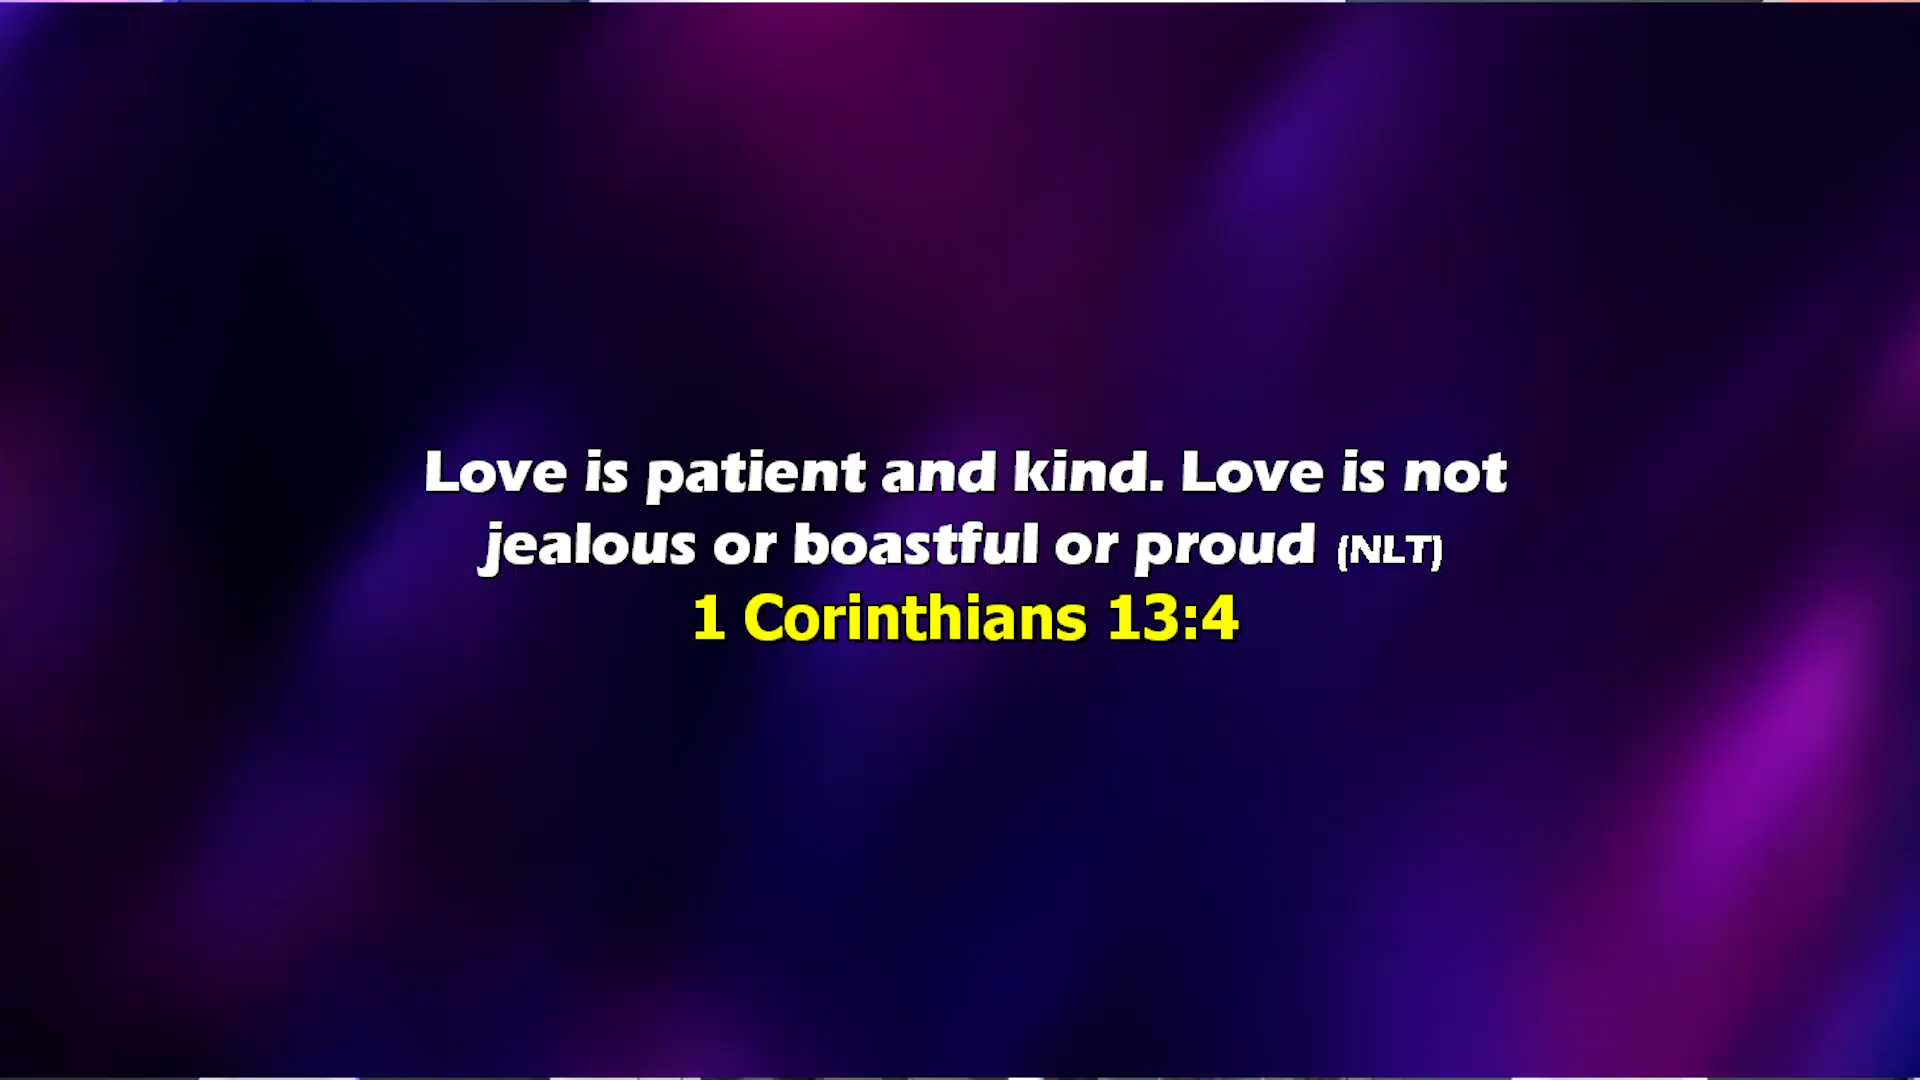 Love is patient and kind. Love is not
jealous or boastful or proud (NLT)
1 Corinthians 13:4